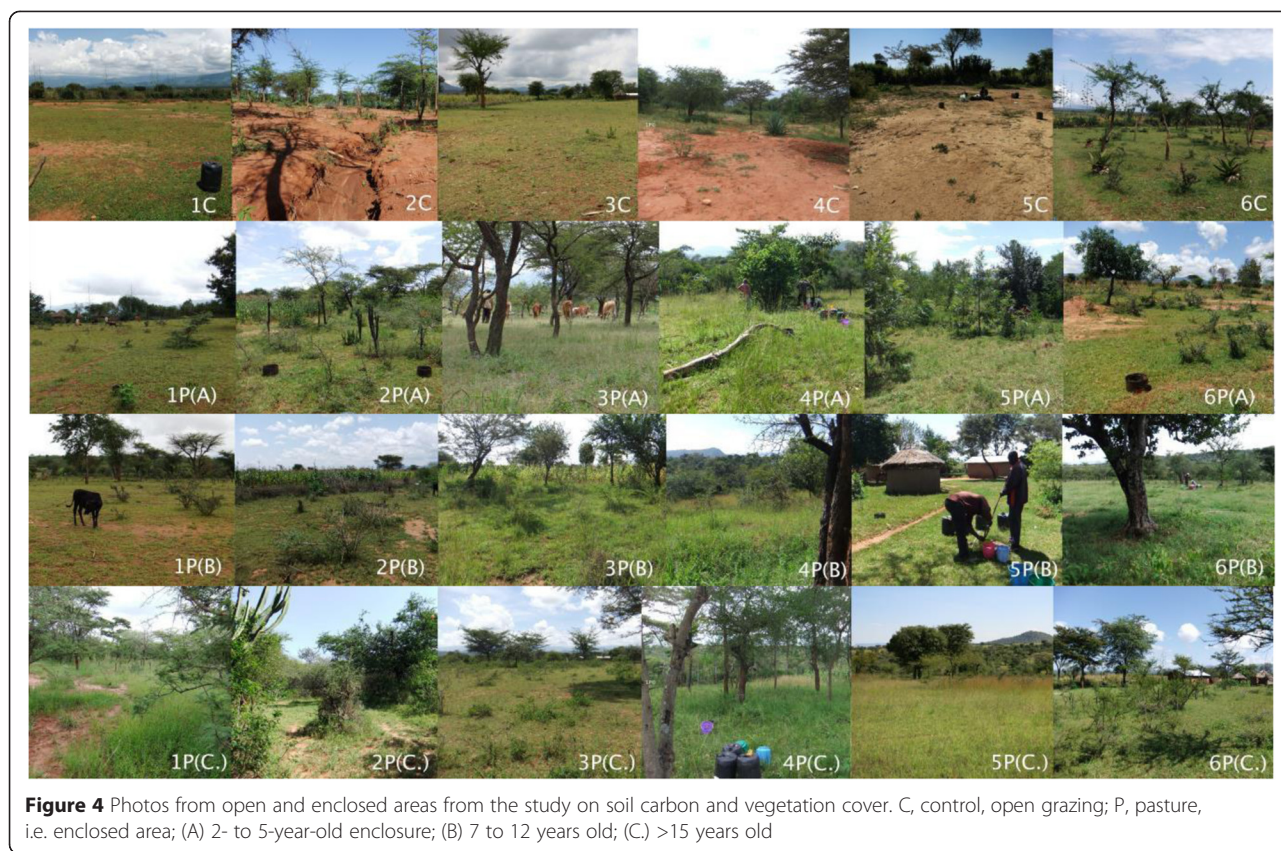 1C 2C 3C 4C 5C 6C
1P(A) 2P(A) 3P(A) 4P(A) 5P(A) 6P(A)
1P(B) 2P(B) 3P(B) 4P(B) 5P(B) 6P(B)
1P(C.) 2P(C.) 3P(C.) 4P(C.) 5P(C.) 6P(C.)
Figure 4 Photos from open and enclosed areas from the study on soil carbon and vegetation cover. C, control, open grazing; P, pasture,
i.e. enclosed area; (A) 2- to 5-year-old enclosure; (B) 7 to 12 years old; (C.) >15 years old